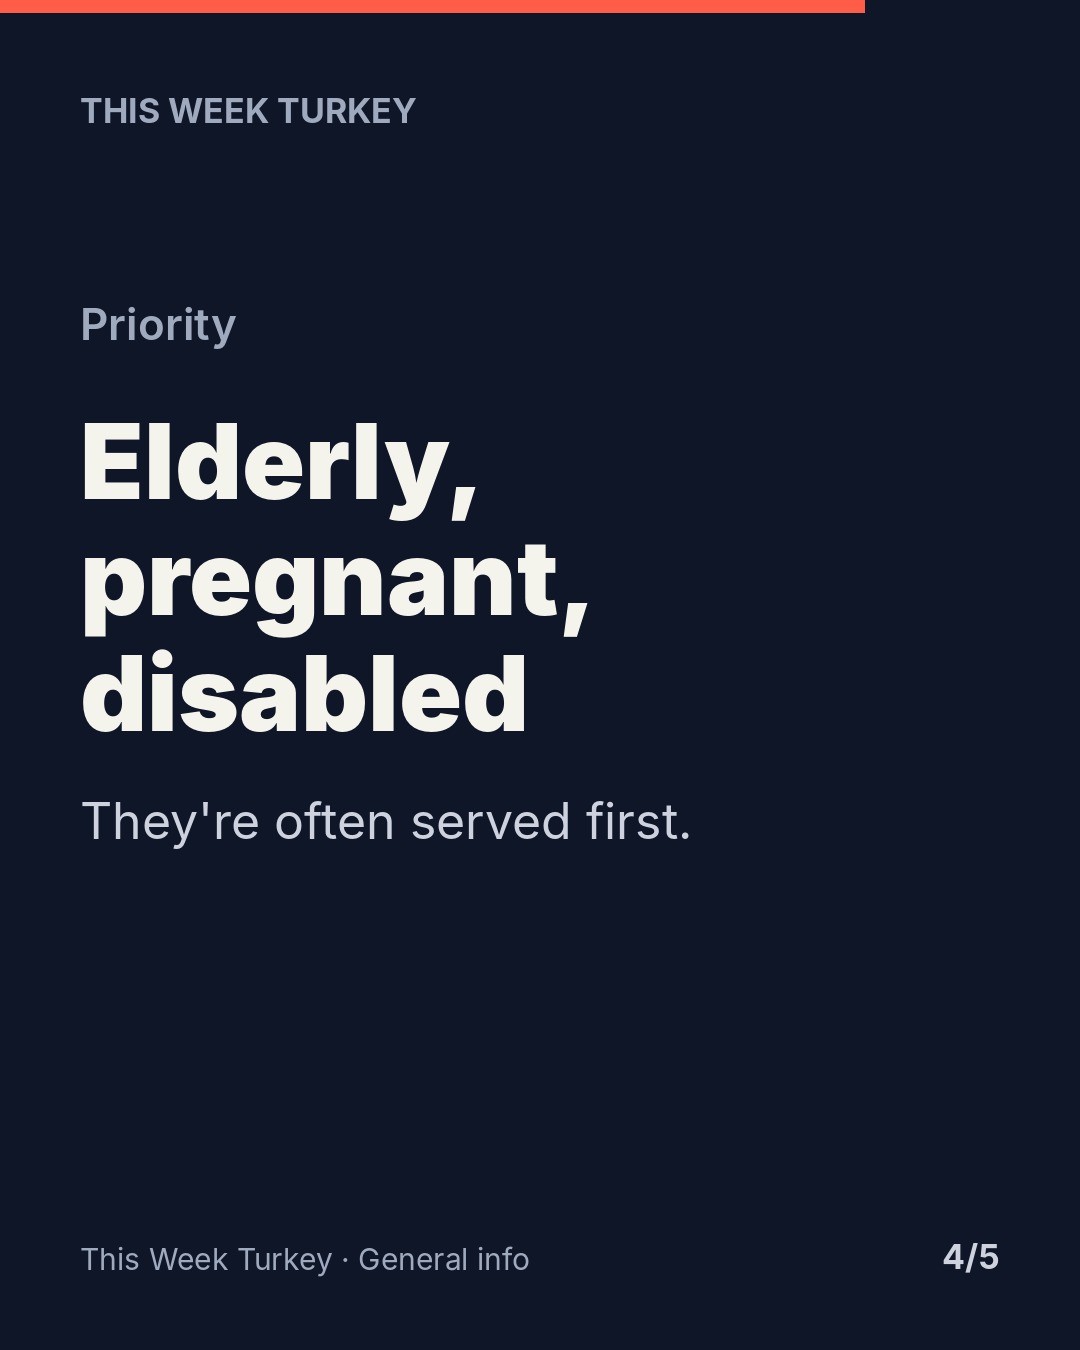 THIS WEEK TURKEY
Priority
Elderly,
pregnant,
disabled
They're often served first.
This Week Turkey · General info
4/5